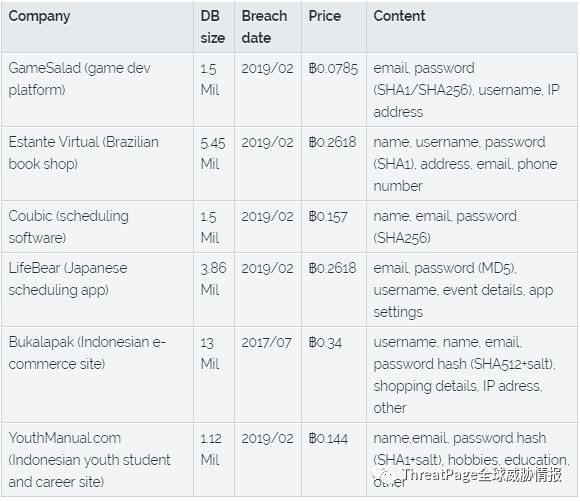 Company DB size Breach date Price Content
GameSalad (game dev platform) 1.5 Mil 2019/02 ฿0.0785 email, password (SHA1/SHA256), username, IP address
Estante Virtual (Brazilian book shop) 5.45 Mil 2019/02 ฿0.2618 name, username, password (SHA1), address, email, phone number
Coubic (scheduling software) 1.5 Mil 2019/02 ฿0.157 name, email, password (SHA256)
LifeBear (Japanese scheduling app) 3.86 Mil 2019/02 ฿0.2618 email, password (MD5), username, event details, app settings
Bukalapak (Indonesian e-commerce site) 13 Mil 2017/07 ฿0.34 username, name, email, password hash (SHA512+salt), shopping details, IP adress, other
YouthManual.com (Indonesian youth student and career site) 1.12 Mil 2019/02 ฿0.144 name,email, password hash (SHA1+salt), hobbies, education, other
ThreatPage全球威胁情报